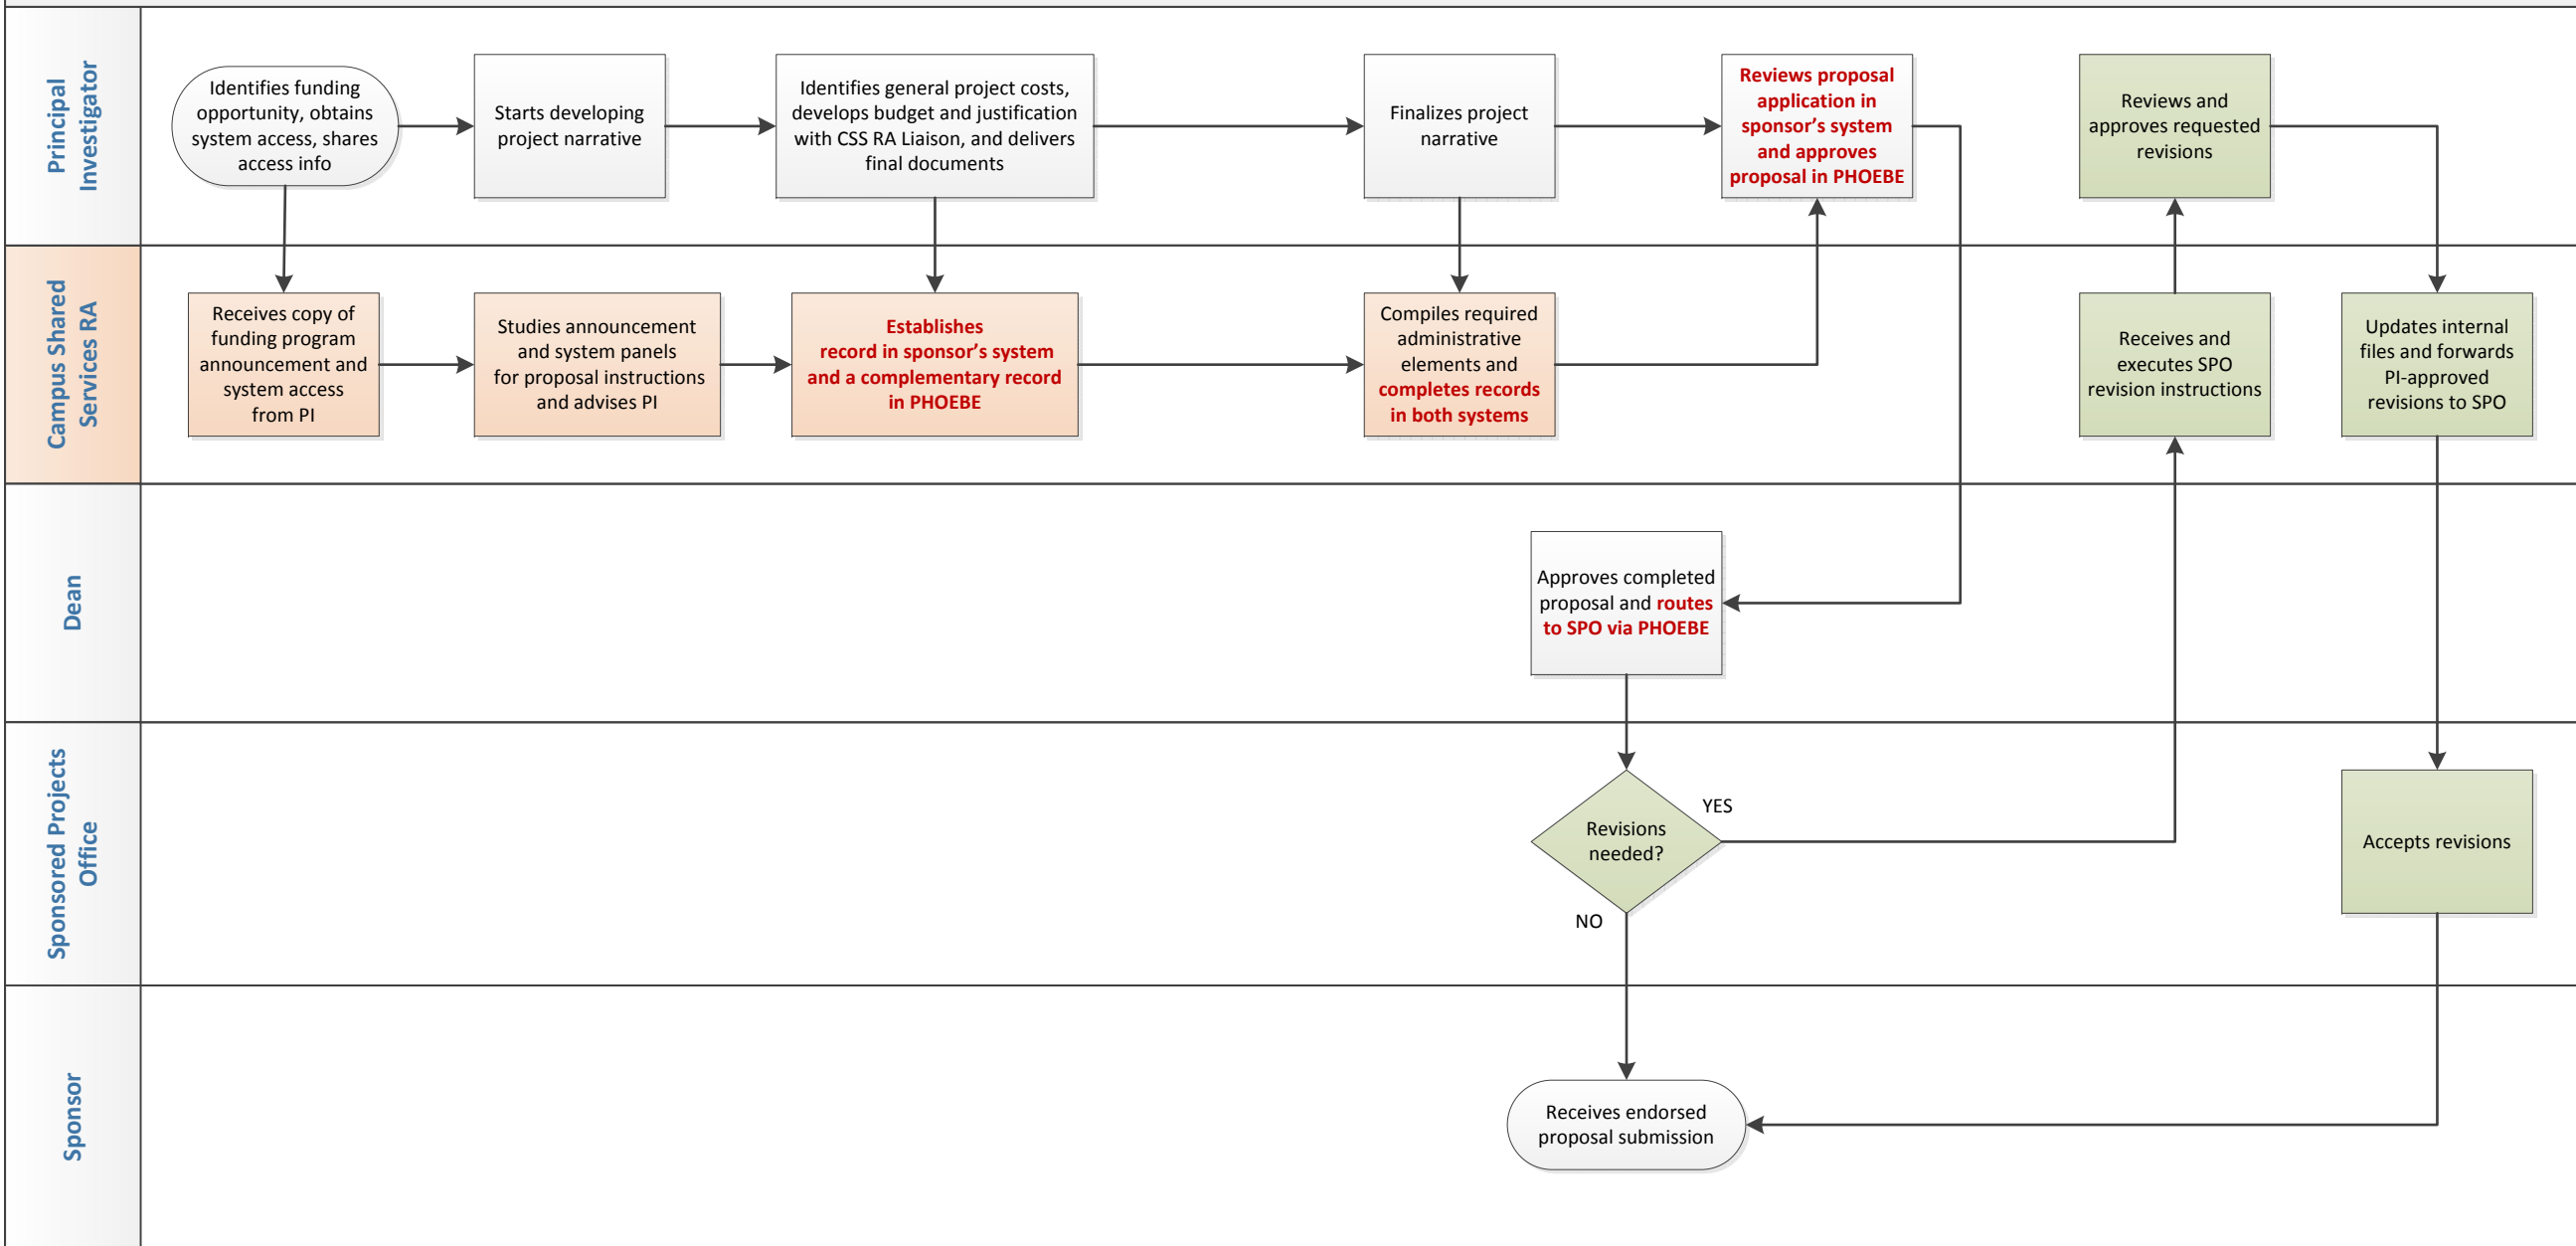 Principal
Investigator
Identifies funding
opportunity, obtains
system access, shares
access info
Starts developing
project narrative
Identifies general project costs,
develops budget and justification
with CSS RA Liaison, and delivers
final documents
Finalizes project
narrative
Reviews proposal
application in
sponsor’s system
and approves
proposal in PHOEBE
Reviews and
approves requested
revisions
Campus Shared
Services RA
Receives copy of
funding program
announcement and
system access
from PI
Studies announcement
and system panels
for proposal instructions
and advises PI
Establishes
record in sponsor’s system
and a complementary record
in PHOEBE
Compiles required
administrative
elements and
completes records
in both systems
Receives and
executes SPO
revision instructions
Updates internal
files and forwards
PI-approved
revisions to SPO
Dean
Approves completed
proposal and routes
to SPO via PHOEBE
Sponsored Projects
Office
Revisions
needed?
YES
NO
Accepts revisions
Sponsor
Receives endorsed
proposal submission